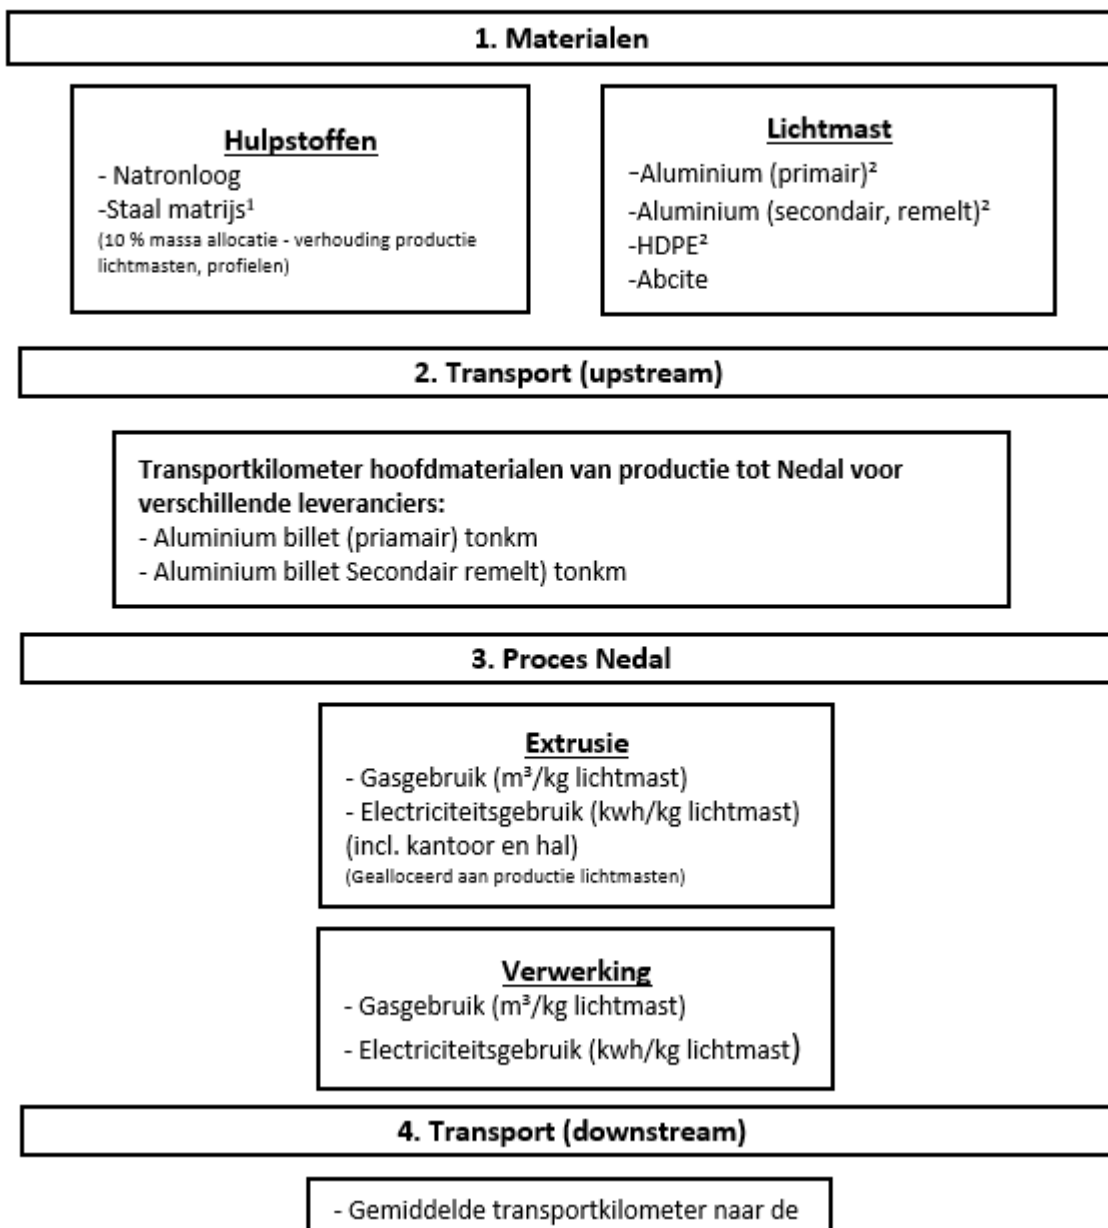 1. Materialen
Hulpstoffen
- Natronloog
-Staal matrijs¹
(10 % massa allocatie - verhouding productie
lichtmasten, profielen)
Lichtmast
-Aluminium (primair)²
-Aluminium (secondair, remelt)²
-HDPE²
-Abcite
2. Transport (upstream)
Transportkilometer hoofdmaterialen van productie tot Nedal voor
verschillende leveranciers:
- Aluminium billet (priamair) tonkm
- Aluminium billet Secondair remelt) tonkm
3. Proces Nedal
Extrusie
- Gasgebruik (m³/kg lichtmast)
- Electriciteitsgebruik (kwh/kg lichtmast)
(incl. kantoor en hal)
(Gealloceerd aan productie lichtmasten)
Verwerking
- Gasgebruik (m³/kg lichtmast)
- Electriciteitsgebruik (kwh/kg lichtmast)
4. Transport (downstream)
- Gemiddelde transportkilometer naar de